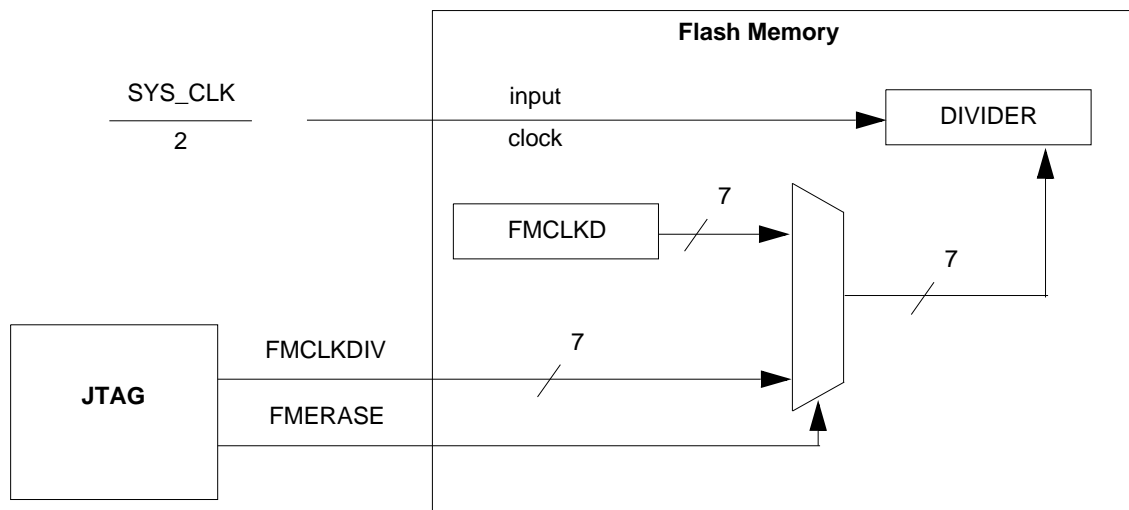 Flash Memory
SYS_CLK
2
input
clock
DIVIDER
7
FMCLKD
7
FMCLKDIV
7
JTAG
FMERASE